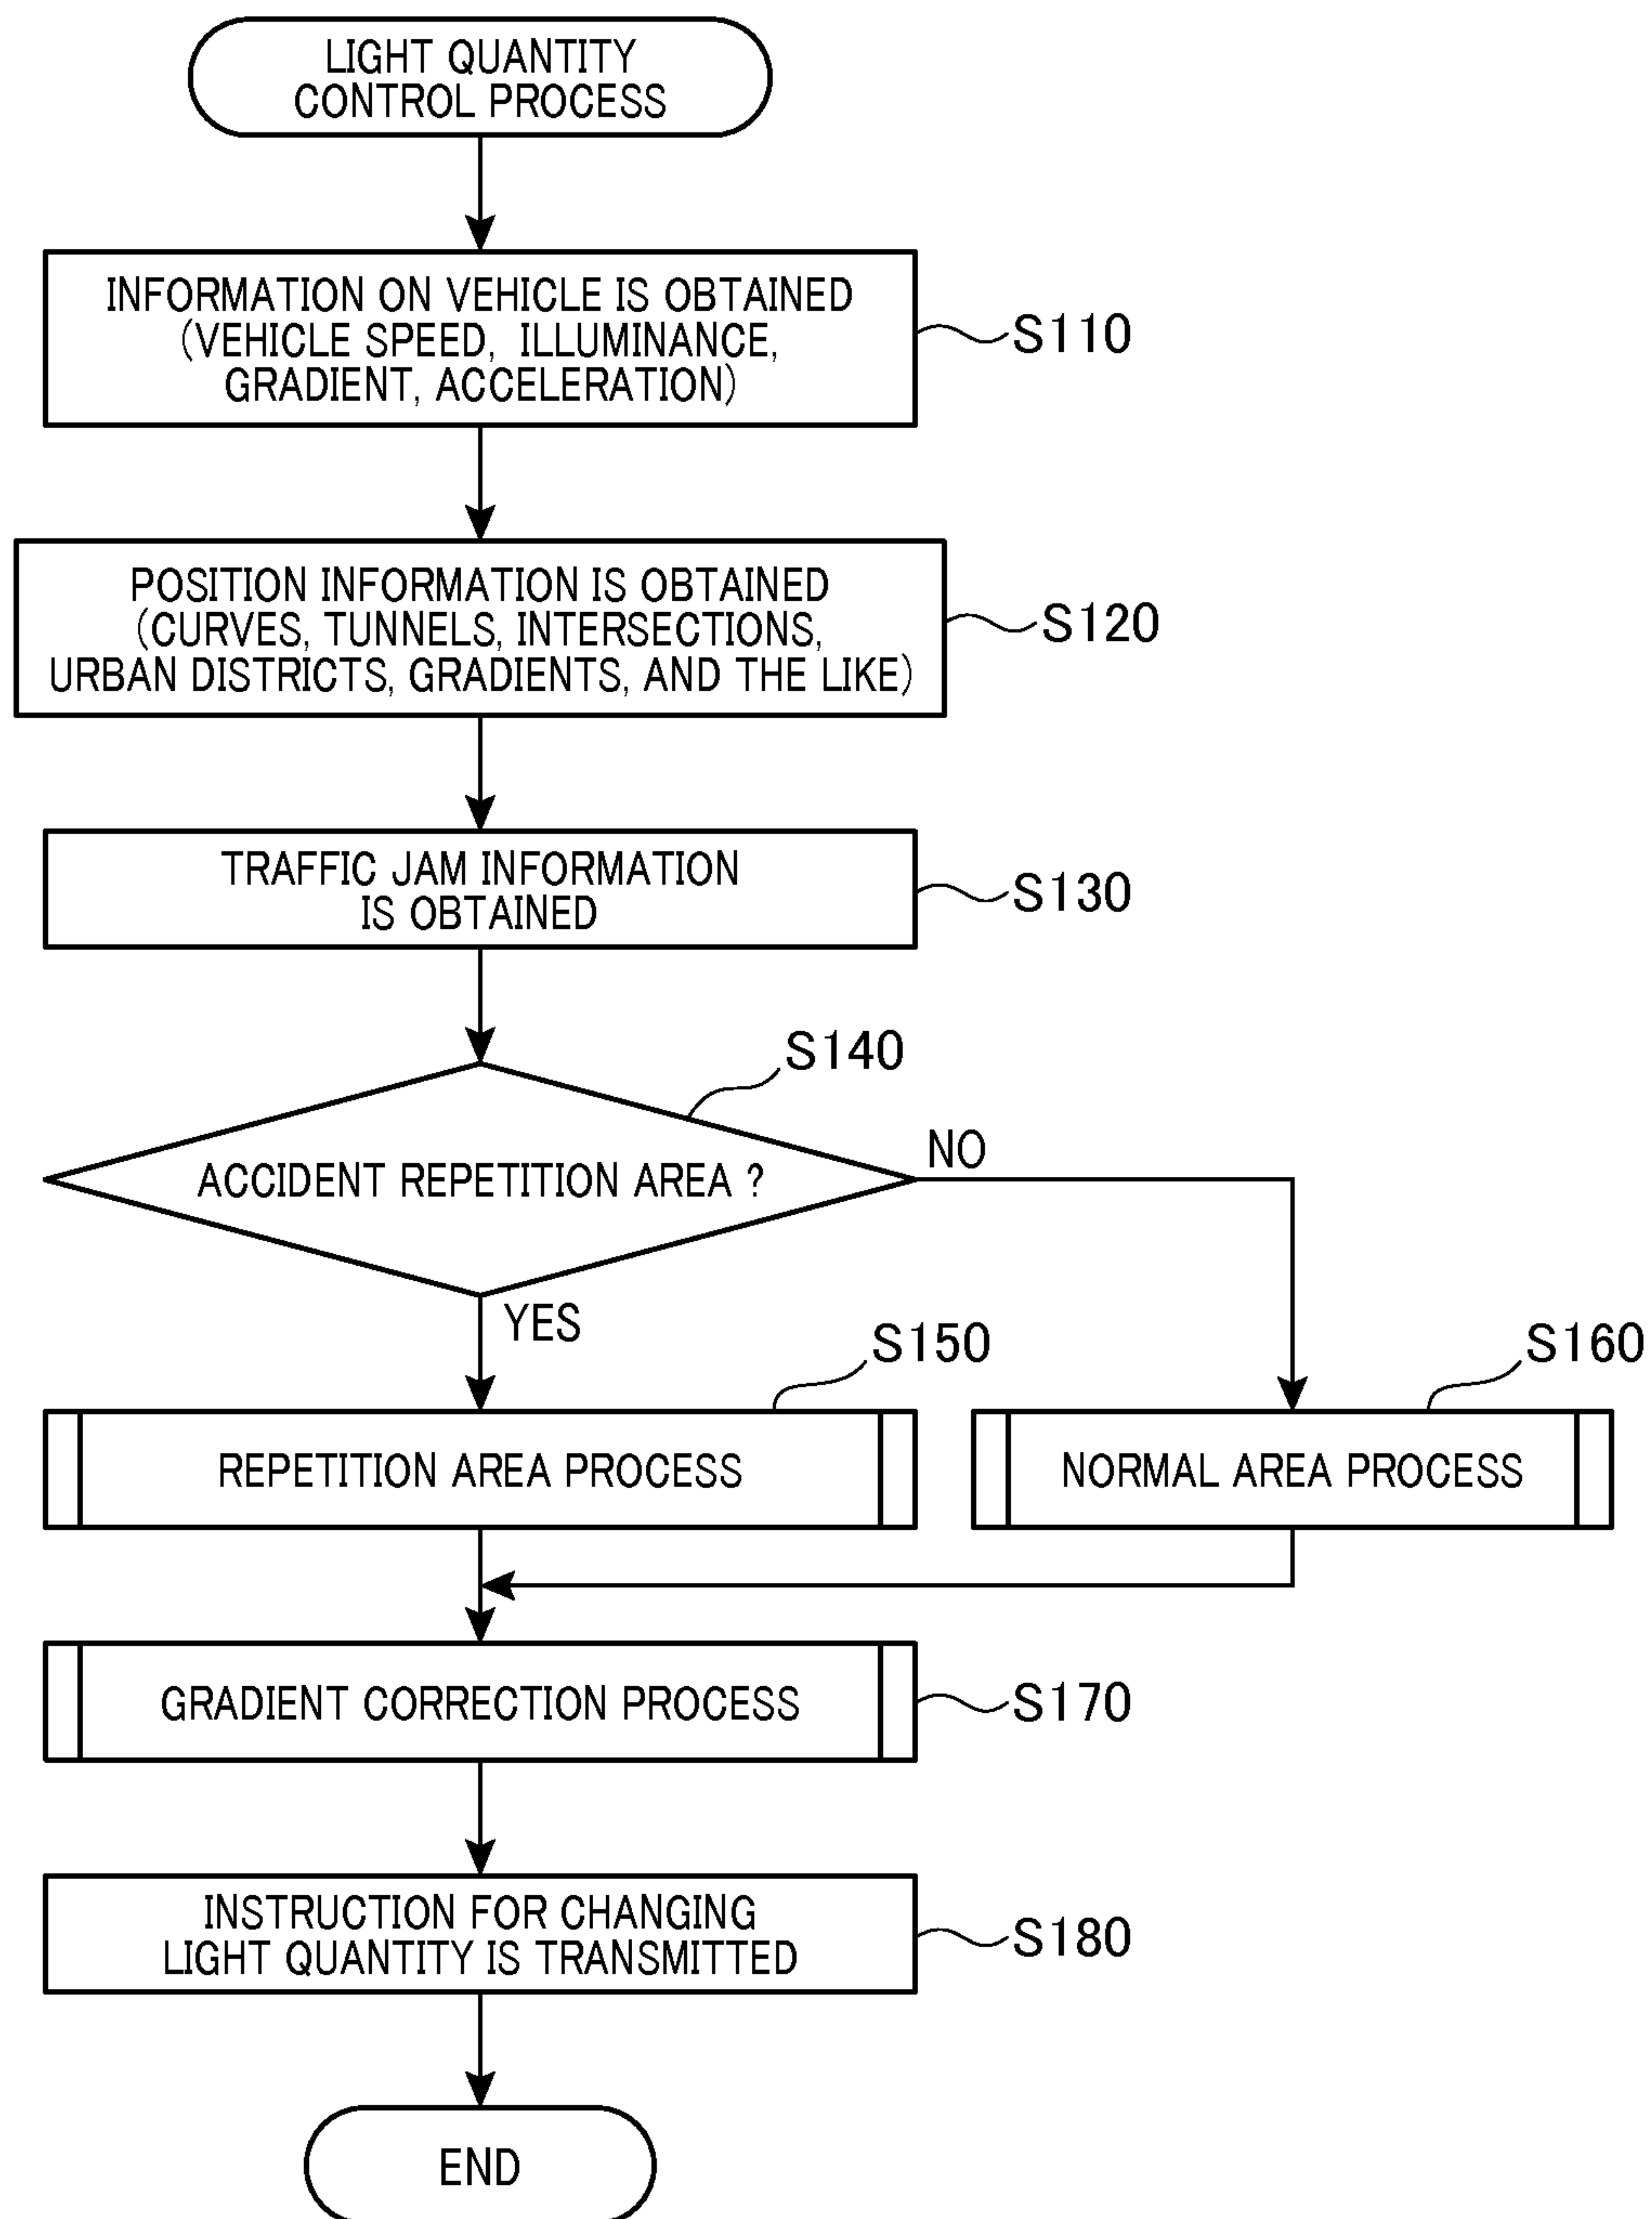 LIGHT QUANTITY
CONTROL PROCESS
INFORMATION ON VEHICLE IS OBTAINED
(VEHICLE SPEED, ILLUMINANCE,
GRADIENT, ACCELERATION)
S110
POSITION INFORMATION IS OBTAINED
(CURVES, TUNNELS, INTERSECTIONS,
URBAN DISTRICTS, GRADIENTS, AND THE LIKE)
S120
TRAFFIC JAM INFORMATION
IS OBTAINED
S130
S140
ACCIDENT REPETITION AREA ?
NO
YES
S150
S160
REPETITION AREA PROCESS
NORMAL AREA PROCESS
GRADIENT CORRECTION PROCESS
S170
INSTRUCTION FOR CHANGING
LIGHT QUANTITY IS TRANSMITTED
S180
END